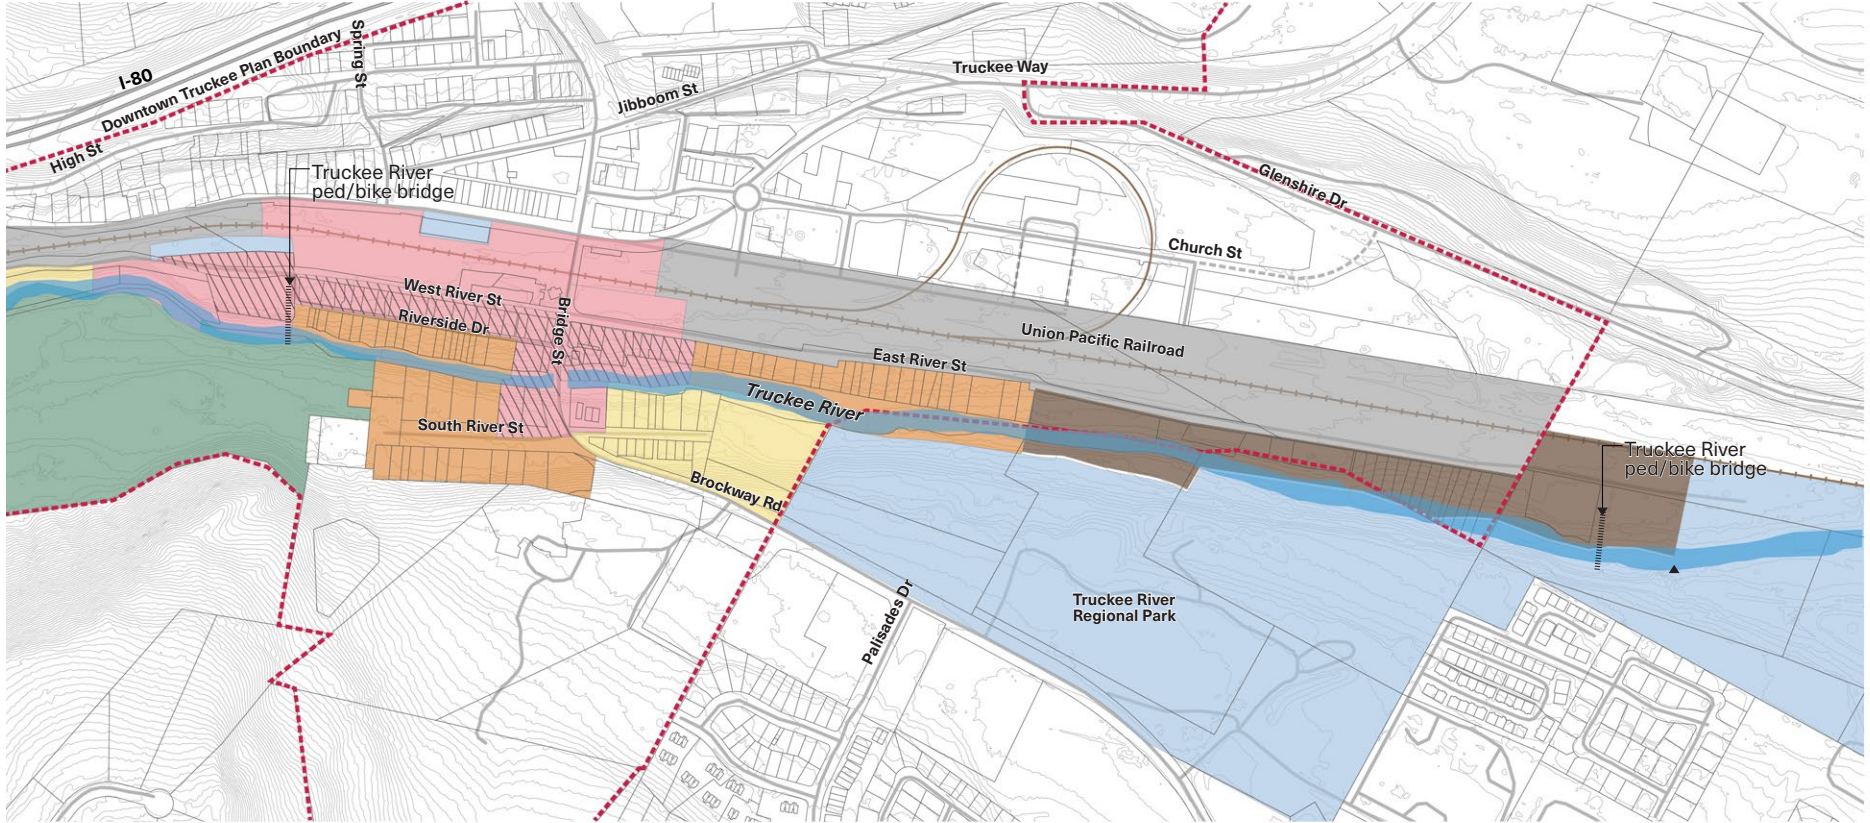 I-80
Downtown Truckee Plan Boundary
Spring St
High St
Jibboom St
Truckee Way
Truckee River
ped/bike bridge
Glenshire Dr
Church St
West River St
Riverside Dr
Bridge St
Union Pacific Railroad
East River St
Truckee River
South River St
Brockway Rd
Truckee River
ped/bike bridge
Palisades Dr
Truckee River
Regional Park